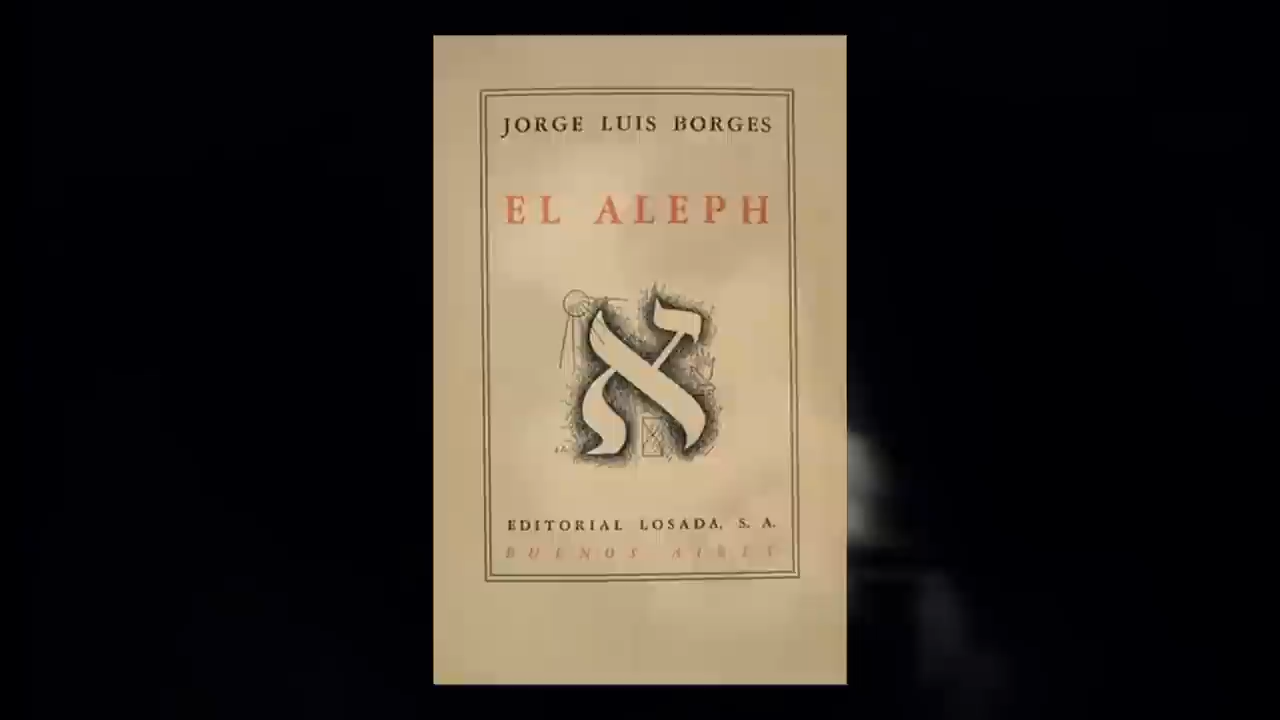 JORGE LUIS BORGES
EL ALEPH
א
EDITORIAL LOSADA, S. A.
BUENOS AIRES